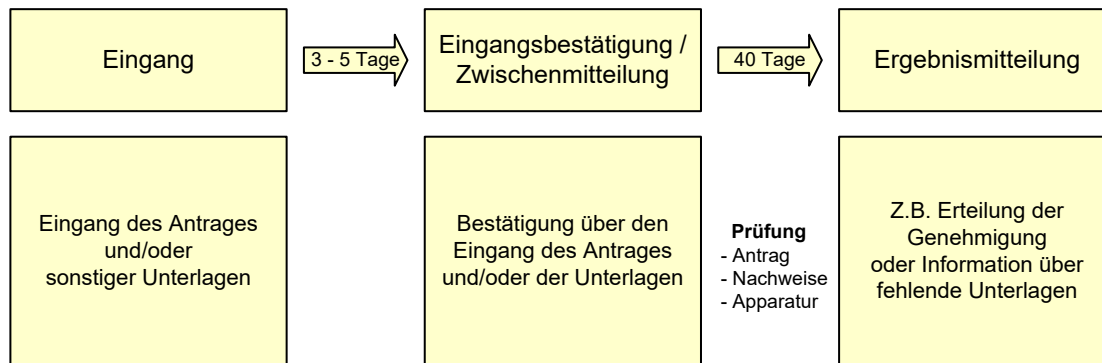 Eingang
3 - 5 Tage
Eingangsbestätigung /
Zwischenmitteilung
40 Tage
Ergebnismitteilung
Eingang des Antrages
und/oder
sonstiger Unterlagen
Bestätigung über den
Eingang des Antrages
und/oder der Unterlagen
Prüfung
- Antrag
- Nachweise
- Apparatur
Z.B. Erteilung der
Genehmigung
oder Information über
fehlende Unterlagen